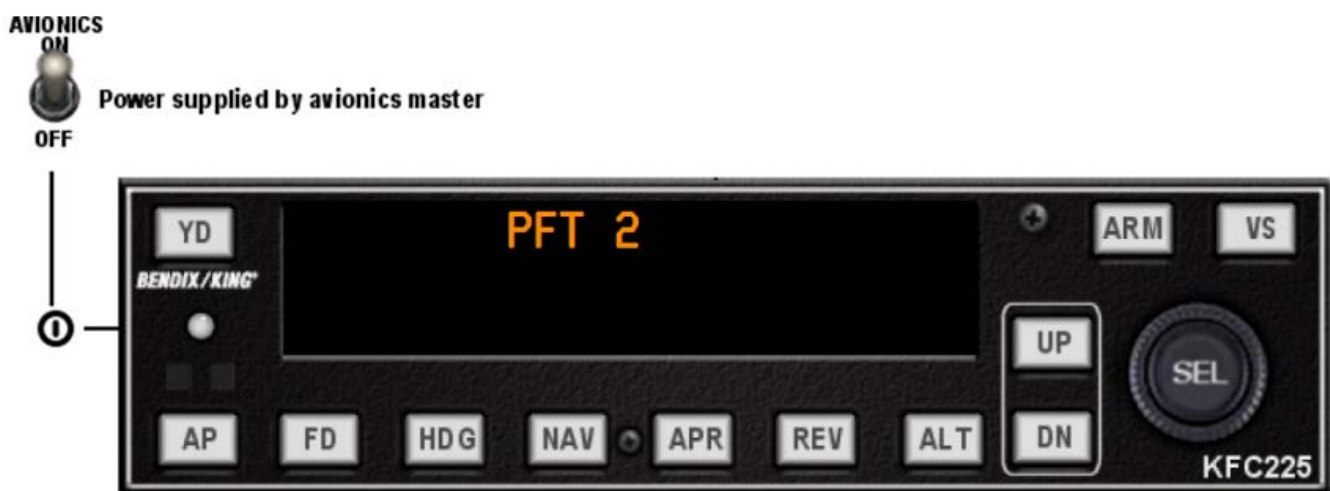 AVIONICS
ON
Power supplied by avionics master
OFF
YD
PFT 2
ARM
VS
BENDIX/KING®
UP
SEL
AP
FD
HDG
NAV
APR
REV
ALT
DN
KFC225